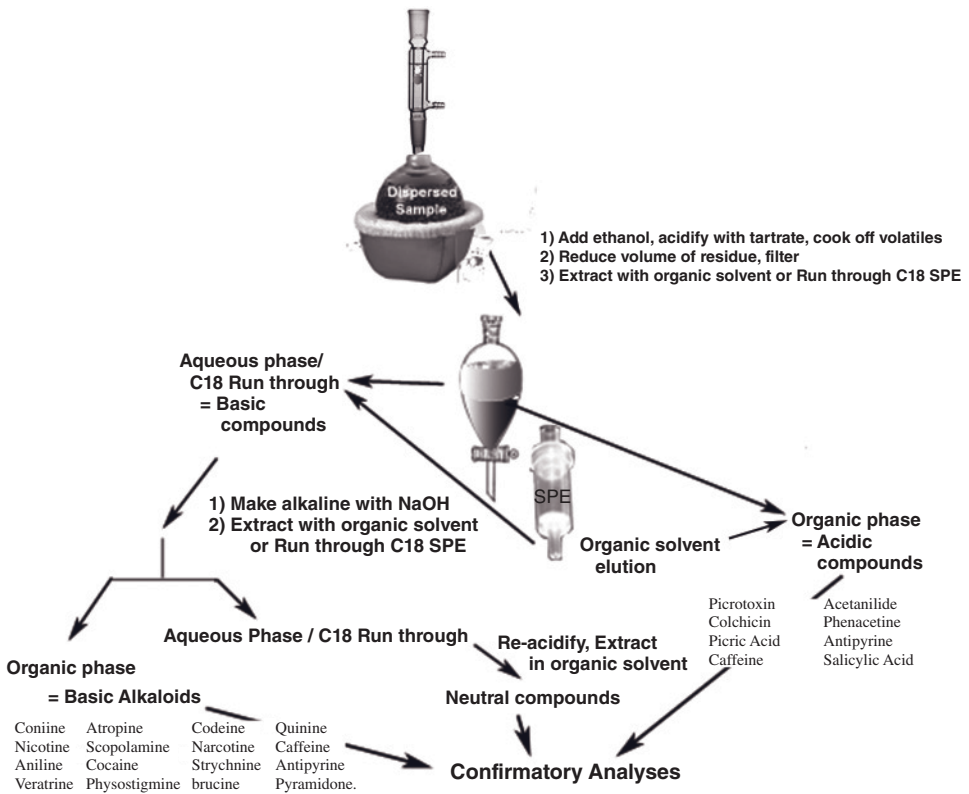 Dispersed
Sample
1) Add ethanol, acidify with tartrate, cook off volatiles
2) Reduce volume of residue, filter
3) Extract with organic solvent or Run through C18 SPE
Aqueous phase/
C18 Run through
= Basic
compounds
SPE
1) Make alkaline with NaOH
2) Extract with organic solvent
or Run through C18 SPE
Organic solvent
elution
Organic phase
= Acidic
compounds
Picrotoxin Acetanilide
Colchicin Phenacetine
Picric Acid Antipyrine
Caffeine Salicylic Acid
Aqueous Phase / C18 Run through
Re-acidify, Extract
in organic solvent
Neutral compounds
Organic phase
= Basic Alkaloids
Coniine Atropine Codeine Quinine
Nicotine Scopolamine Narcotine Caffeine
Aniline Cocaine Strychnine Antipyrine
Veratrine Physostigmine brucine Pyramidone.
Confirmatory Analyses